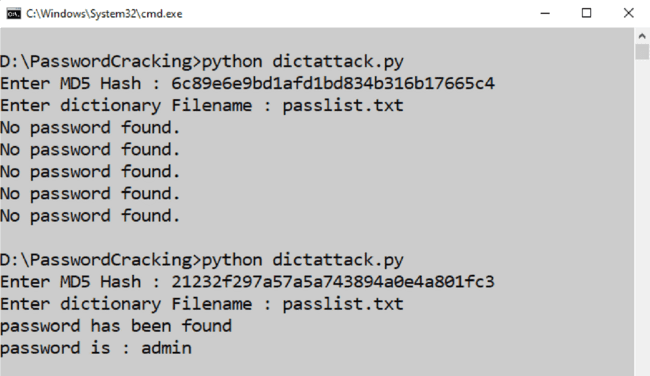 C:\Windows\System32\cmd.exe
D:\PasswordCracking>python dictattack.py
Enter MD5 Hash : 6c89e6e9bd1afd1bd834b316b17665c4
Enter dictionary Filename : passlist.txt
No password found.
No password found.
No password found.
No password found.
No password found.
D:\PasswordCracking>python dictattack.py
Enter MD5 Hash : 21232f297a57a5a743894a0e4a801fc3
Enter dictionary Filename : passlist.txt
password has been found
password is : admin